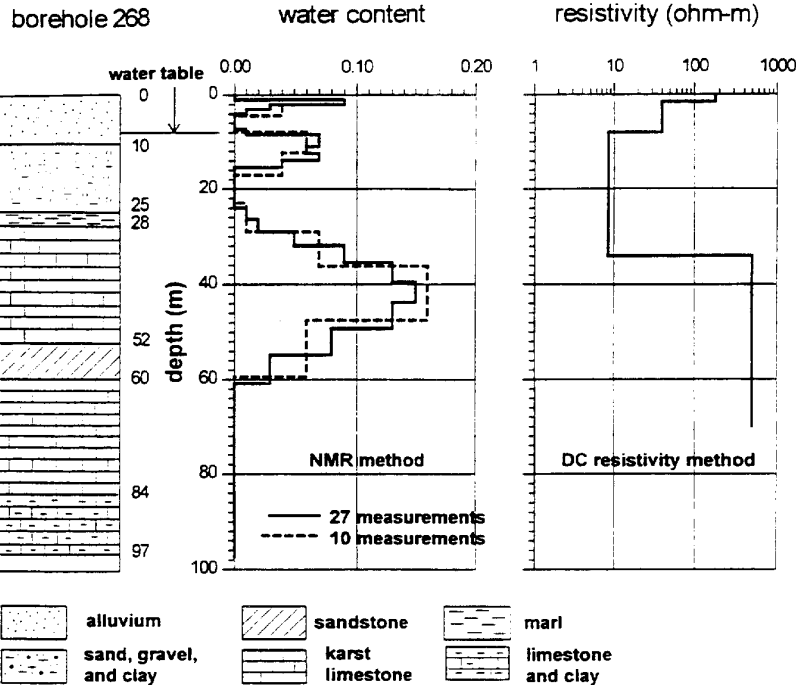 borehole 268
water content
resistivity (ohm-m)
water table
0.00 0.10 0.20
1 10 100 1000
0
10
25
28
52
60
84
97
depth (m)
0
20
40
60
80
100
NMR method
27 measurements
10 measurements
DC resistivity method
alluvium
sandstone
marl
sand, gravel,
and clay
karst
limestone
limestone
and clay